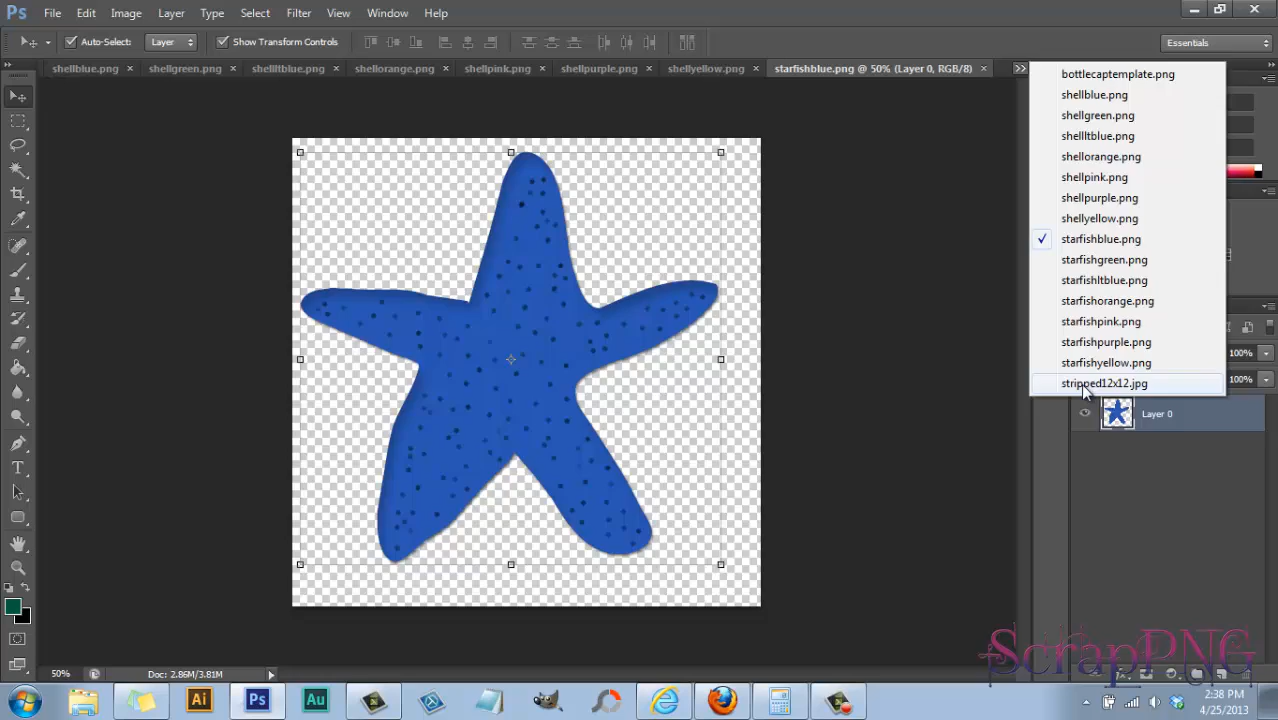 Ps File Edit Image Layer Type Select Filter View Window Help
Auto-Select: Layer Show Transform Controls Essentials
shellblue.png × shellgreen.png × shellltblue.png × shellorange.png × shellpink.png × shellpurple.png × shellyellow.png × starfishblue.png @ 50% (Layer 0, RGB/8) ×
bottlecaptemplate.png
shellblue.png
shellgreen.png
shellltblue.png
shellorange.png
shellpink.png
shellpurple.png
shellyellow.png
starfishblue.png
starfishgreen.png
starfishltblue.png
starfishorange.png
starfishpink.png
starfishpurple.png
starfishyellow.png
stripped12x12.jpg
100%
100%
Layer 0
ScrapPNG
50% Doc: 2.86M/3.81M
Ai Ps Au
2:38 PM
4/25/2013